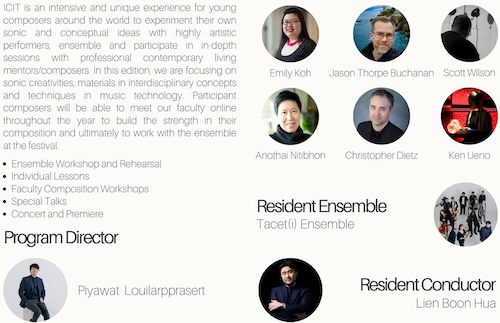 ICIT is an intensive and unique experience for young
composers around the world to experiment their own
sonic and conceptual ideas with highly artistic
performers, ensemble and participate in in-depth
sessions with professional contemporary living
mentors/composers. In this edition, we are focusing on
sonic creativities, materials in interdisciplinary concepts
and techniques in music technology. Participant
composers will be able to meet our faculty online
throughout the year to build the strength in their
composition and ultimately to work with the ensemble
at the festival.
• Ensemble Workshop and Rehearsal
• Individual Lessons
• Faculty Composition Workshops
• Special Talks
• Concert and Premiere
Program Director
Piyawat Louilarpprasert
Emily Koh
Jason Thorpe Buchanan
Scott Wilson
Anothai Nitibhon
Christopher Dietz
Ken Ueno
Resident Ensemble
Tacet(i) Ensemble
Resident Conductor
Lien Boon Hua